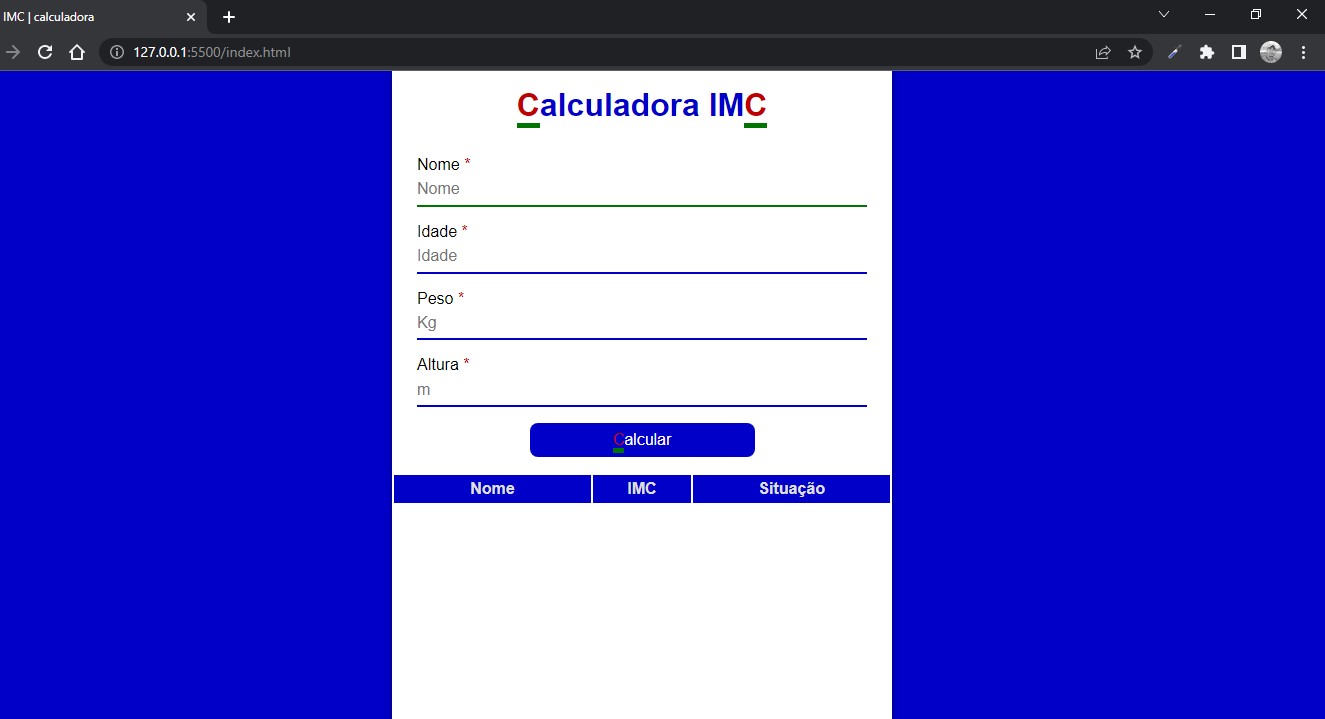 IMC | calculadora
127.0.0.1:5500/index.html
Calculadora IMC
Nome *
Nome
Idade *
Idade
Peso *
Kg
Altura *
m
Calcular
Nome IMC Situação